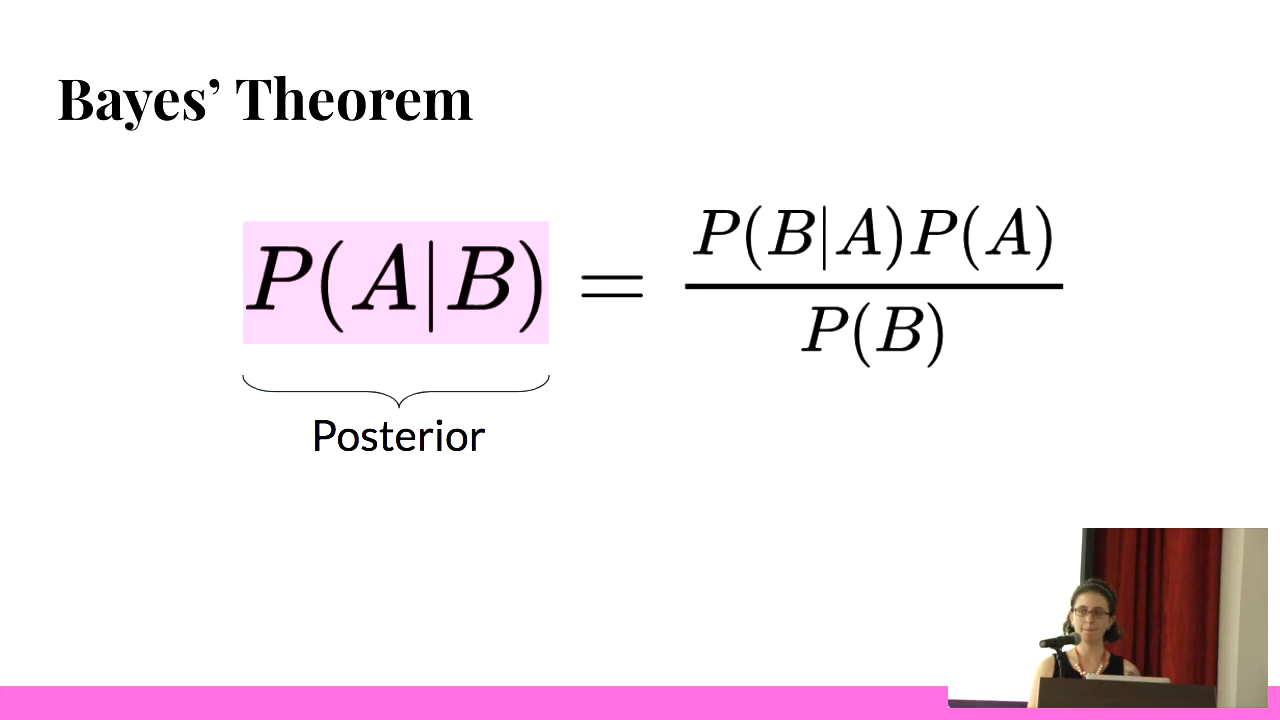 Bayes’ Theorem
P(A|B) = P(B|A)P(A) / P(B)
Posterior